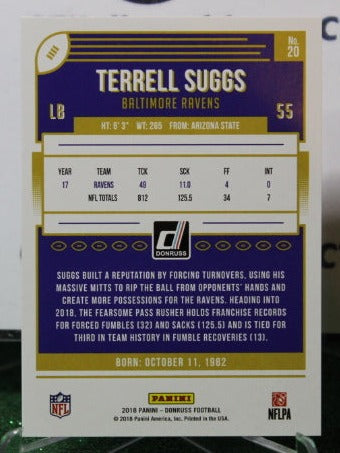 No.
20
TERRELL SUGGS
BALTIMORE RAVENS
LB
55
HT: 6' 3" WT: 265 FROM: ARIZONA STATE
YEAR TEAM TCK SCK FF INT
17 RAVENS 49 11.0 4 0
NFL TOTALS 812 125.5 34 7
DONRUSS
SUGGS BUILT A REPUTATION BY FORCING TURNOVERS, USING HIS
MASSIVE MITTS TO RIP THE BALL FROM OPPONENTS' HANDS AND
CREATE MORE POSSESSIONS FOR THE RAVENS. HEADING INTO
2018, THE FEARSOME PASS RUSHER HOLDS FRANCHISE RECORDS
FOR FORCED FUMBLES (32) AND SACKS (125.5) AND IS TIED FOR
THIRD IN TEAM HISTORY IN FUMBLE RECOVERIES (13).
BORN: OCTOBER 11, 1982
NFL
PANINI
NFLPA
2018 PANINI - DONRUSS FOOTBALL
© 2018 Panini America, Inc. Printed in the USA.